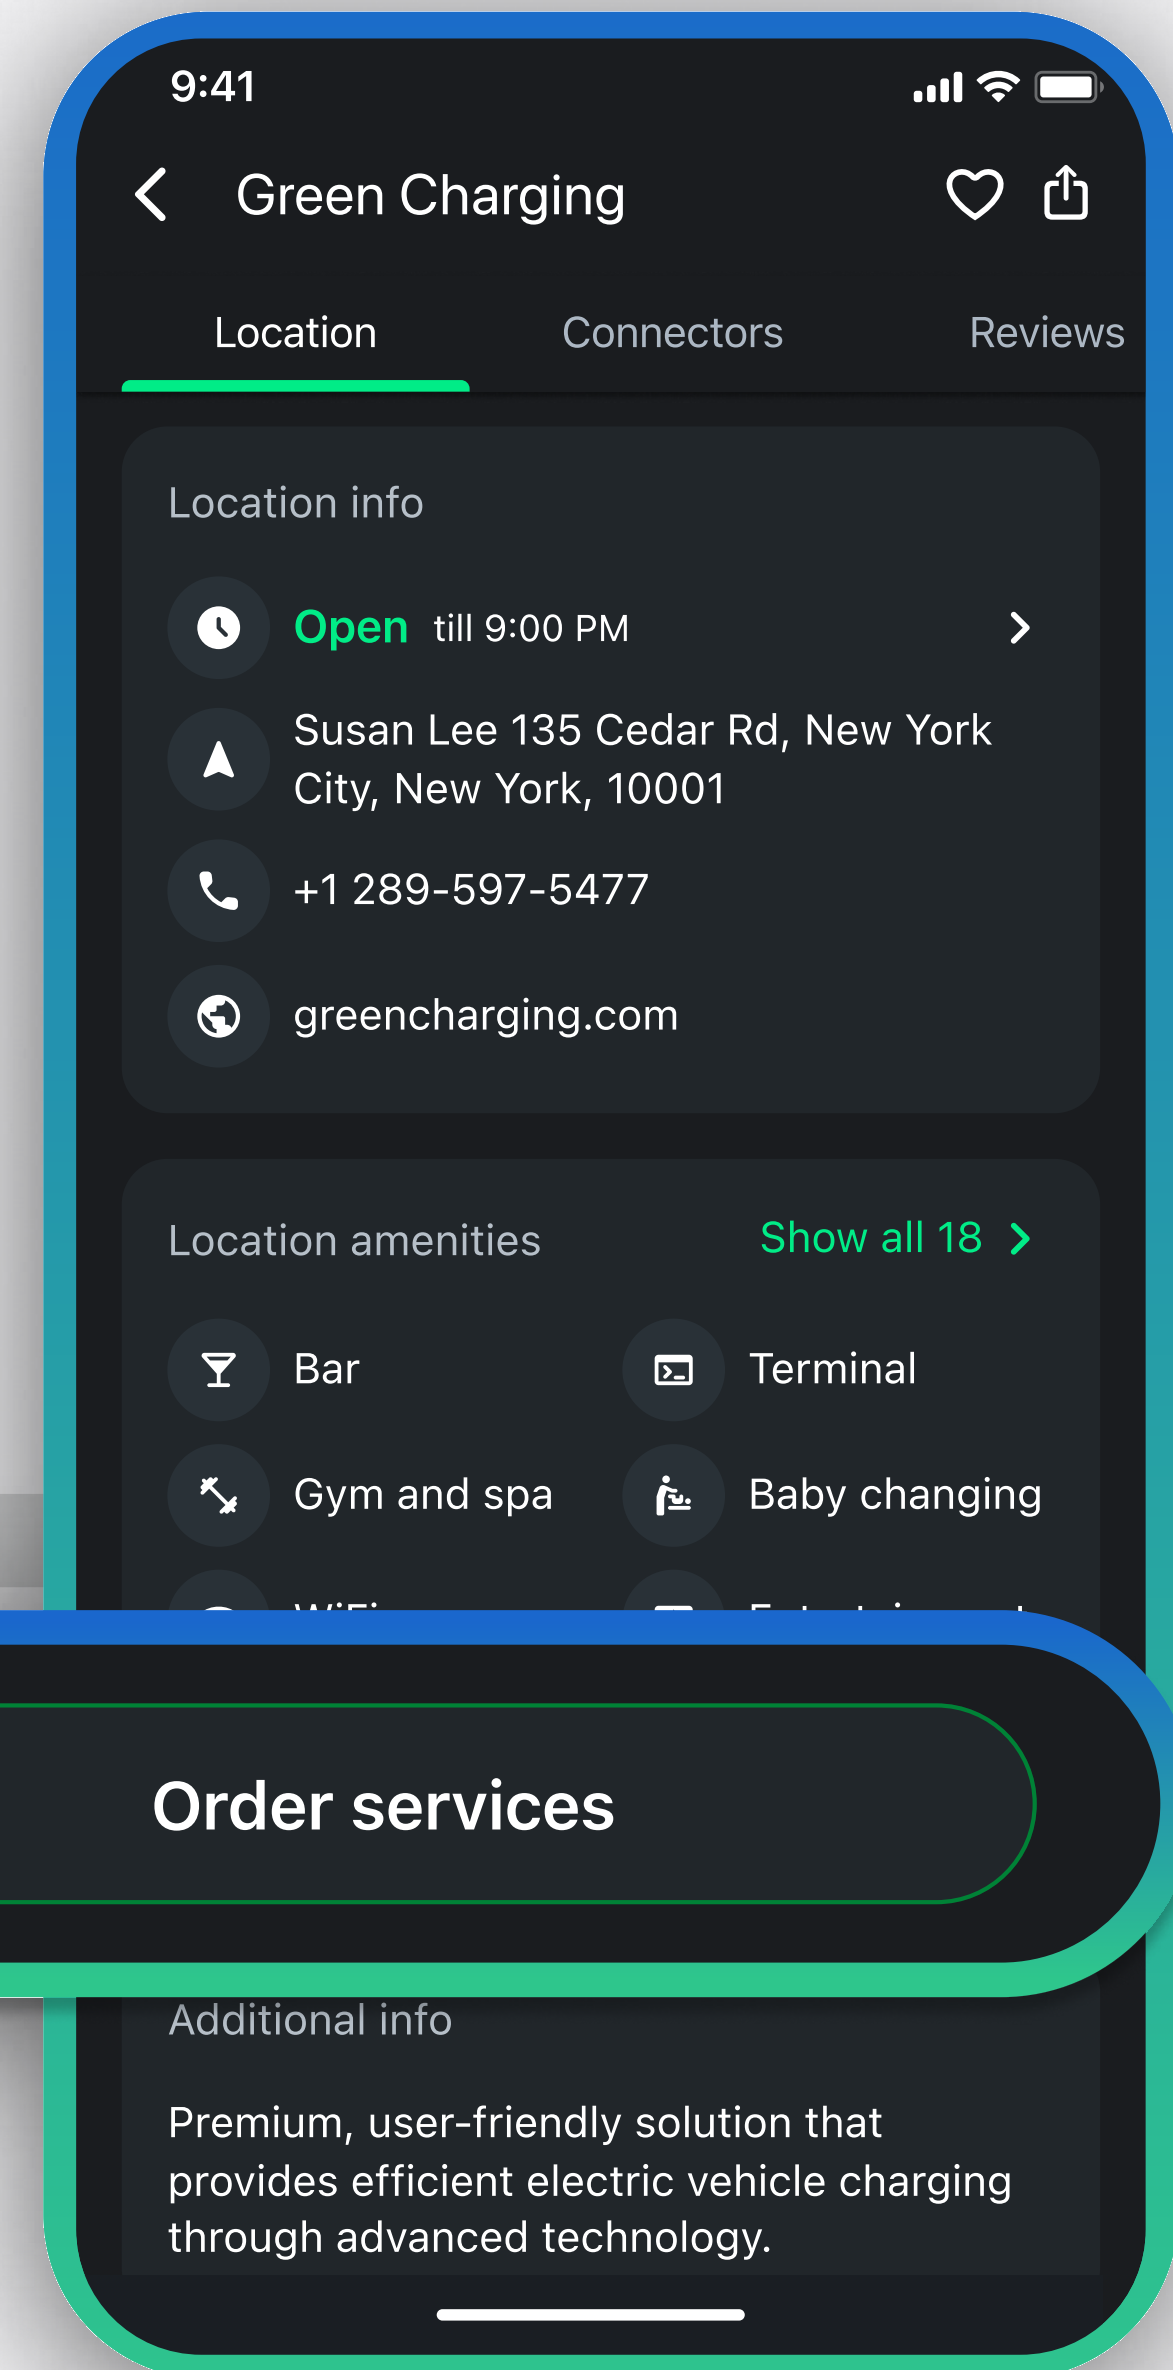 9:41
Green Charging
Location Connectors Reviews
Location info
Open till 9:00 PM
Susan Lee 135 Cedar Rd, New York
City, New York, 10001
+1 289-597-5477
greencharging.com
Location amenities Show all 18
Bar Terminal
Gym and spa Baby changing
WiFi
Order services
Additional info
Premium, user-friendly solution that
provides efficient electric vehicle charging
through advanced technology.